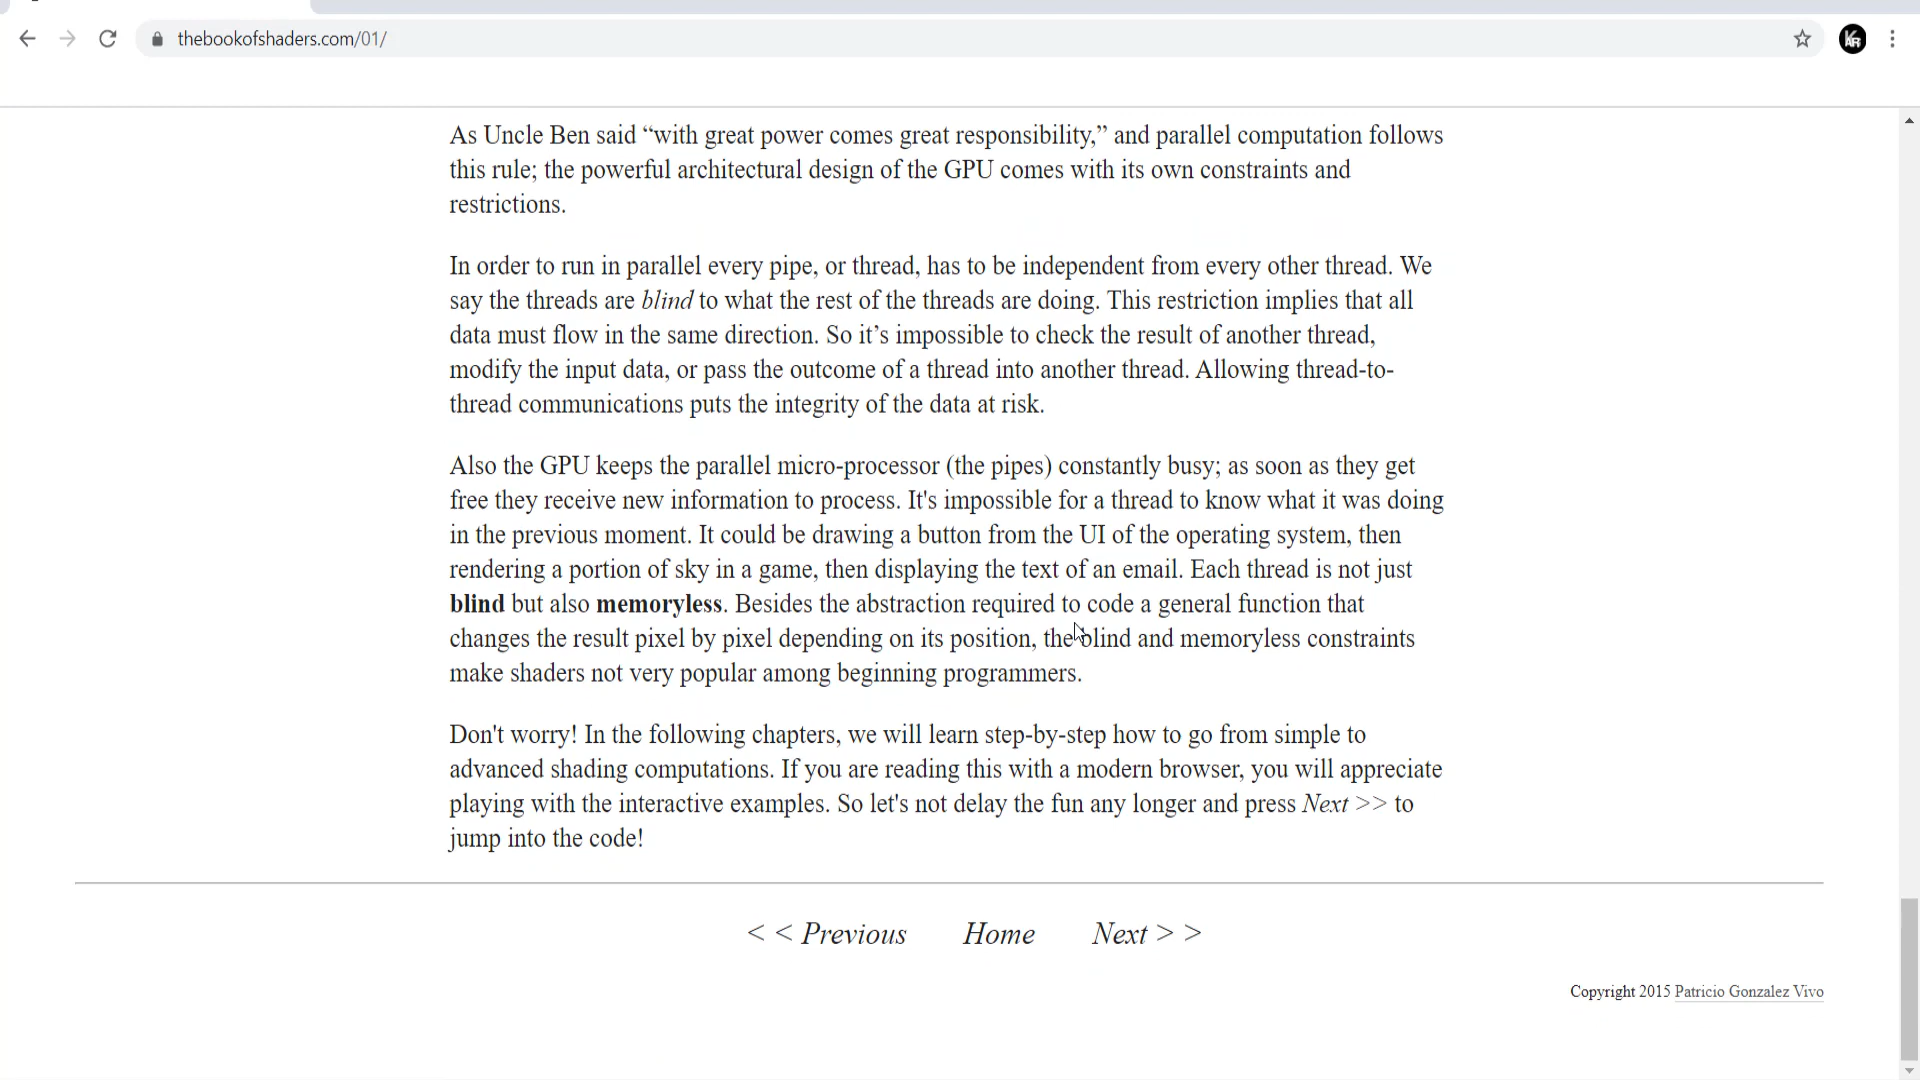 thebookofshaders.com/01/
As Uncle Ben said “with great power comes great responsibility,” and parallel computation follows
this rule; the powerful architectural design of the GPU comes with its own constraints and
restrictions.
In order to run in parallel every pipe, or thread, has to be independent from every other thread. We
say the threads are blind to what the rest of the threads are doing. This restriction implies that all
data must flow in the same direction. So it’s impossible to check the result of another thread,
modify the input data, or pass the outcome of a thread into another thread. Allowing thread-to-
thread communications puts the integrity of the data at risk.
Also the GPU keeps the parallel micro-processor (the pipes) constantly busy; as soon as they get
free they receive new information to process. It's impossible for a thread to know what it was doing
in the previous moment. It could be drawing a button from the UI of the operating system, then
rendering a portion of sky in a game, then displaying the text of an email. Each thread is not just
blind but also memoryless. Besides the abstraction required to code a general function that
changes the result pixel by pixel depending on its position, the blind and memoryless constraints
make shaders not very popular among beginning programmers.
Don't worry! In the following chapters, we will learn step-by-step how to go from simple to
advanced shading computations. If you are reading this with a modern browser, you will appreciate
playing with the interactive examples. So let's not delay the fun any longer and press Next >> to
jump into the code!
< < Previous Home Next > >
Copyright 2015 Patricio Gonzalez Vivo